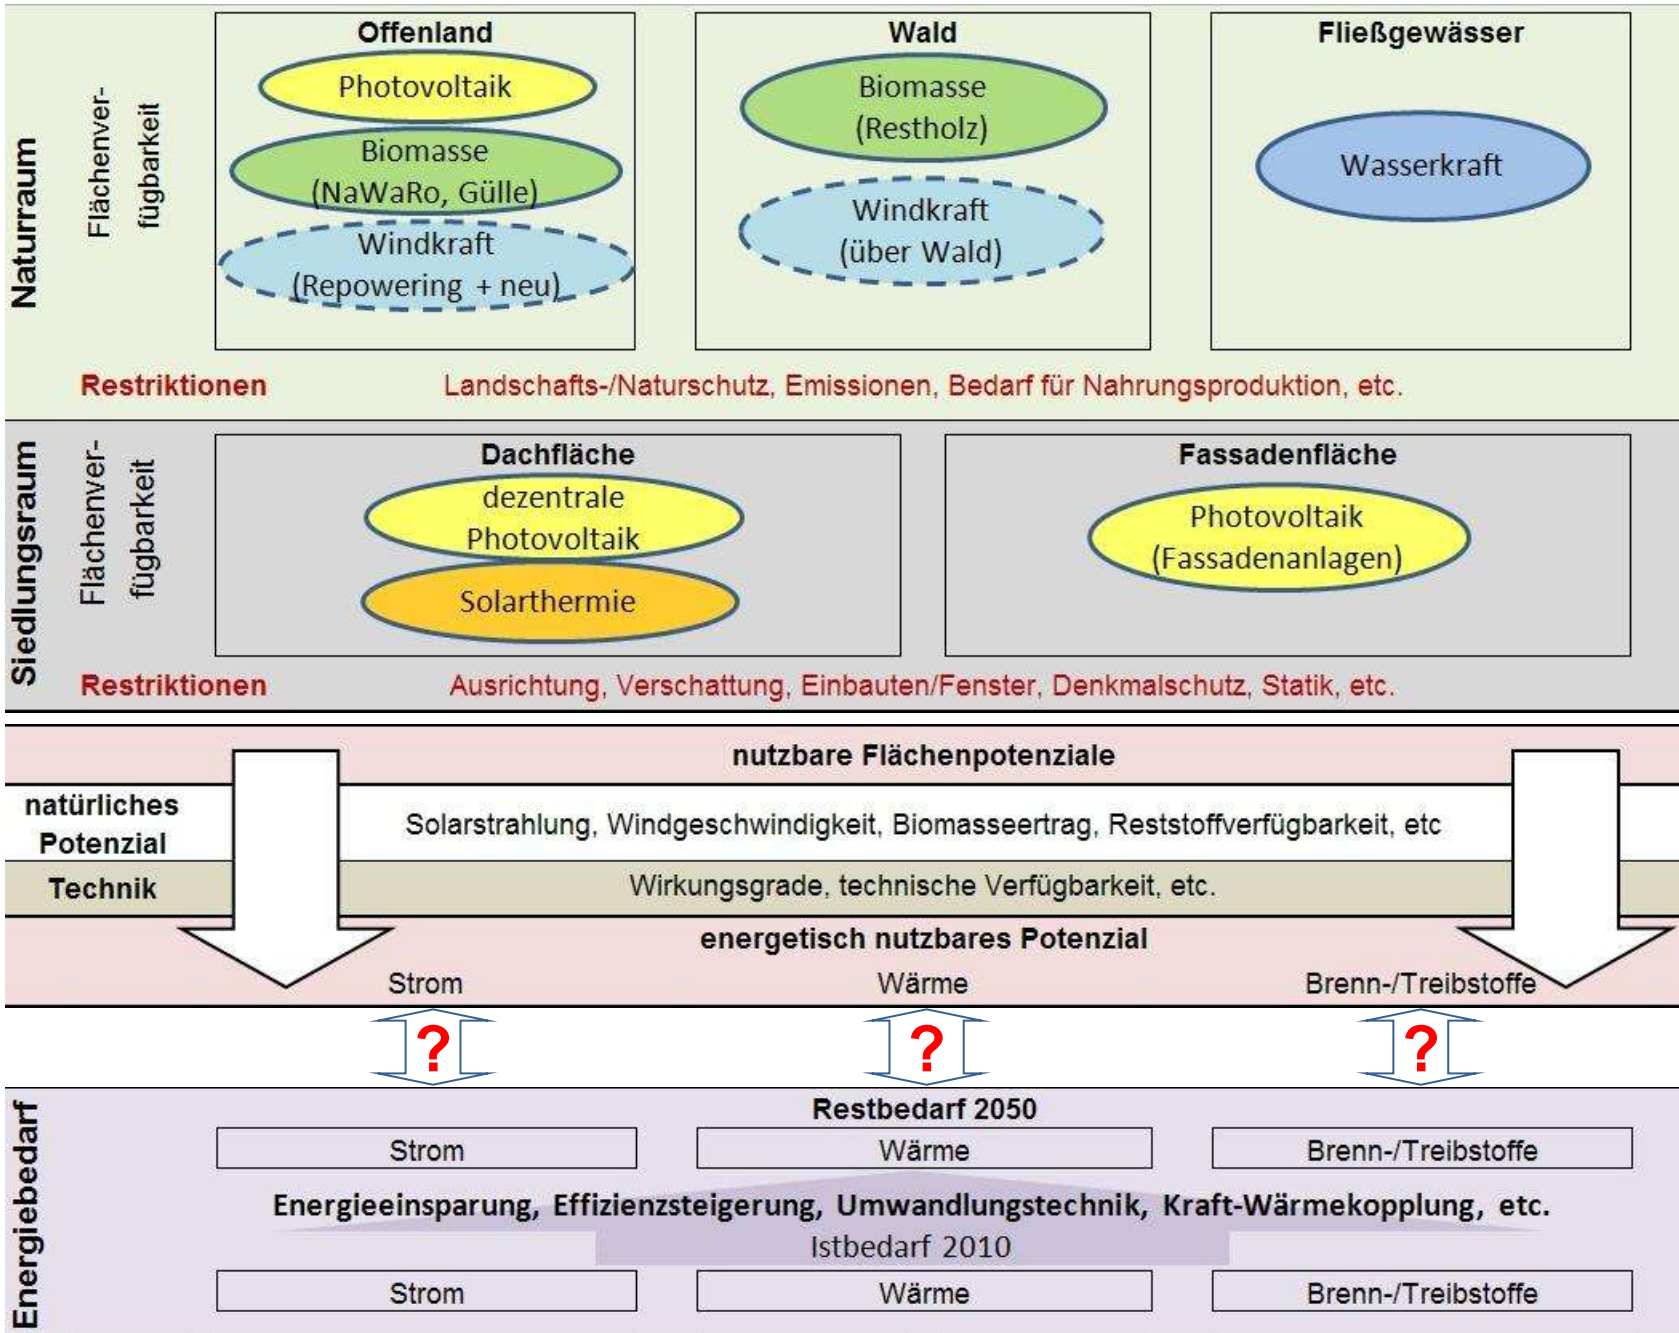 Naturraum
Flächenver-
fügbarkeit
Offenland
Photovoltaik
Biomasse
(NaWaRo, Gülle)
Windkraft
(Repowering + neu)
Wald
Biomasse
(Restholz)
Windkraft
(über Wald)
Fließgewässer
Wasserkraft
Restriktionen
Landschafts-/Naturschutz, Emissionen, Bedarf für Nahrungsproduktion, etc.
Siedlungsraum
Flächenver-
fügbarkeit
Dachfläche
dezentrale
Photovoltaik
Solarthermie
Fassadenfläche
Photovoltaik
(Fassadenanlagen)
Restriktionen
Ausrichtung, Verschattung, Einbauten/Fenster, Denkmalschutz, Statik, etc.
nutzbare Flächenpotenziale
natürliches
Potenzial
Solarstrahlung, Windgeschwindigkeit, Biomasseertrag, Reststoffverfügbarkeit, etc
Technik
Wirkungsgrade, technische Verfügbarkeit, etc.
energetisch nutzbares Potenzial
Strom
Wärme
Brenn-/Treibstoffe
?
?
?
Energiebedarf
Restbedarf 2050
Strom
Wärme
Brenn-/Treibstoffe
Energieeinsparung, Effizienzsteigerung, Umwandlungstechnik, Kraft-Wärmekopplung, etc.
Istbedarf 2010
Strom
Wärme
Brenn-/Treibstoffe